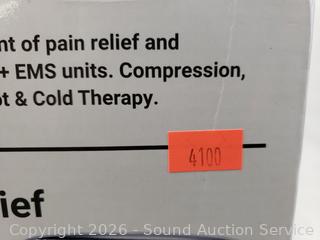 nt of pain relief and
+ EMS units. Compression,
ot & Cold Therapy.
4100
ief
Copyright 2026 - Sound Auction Service